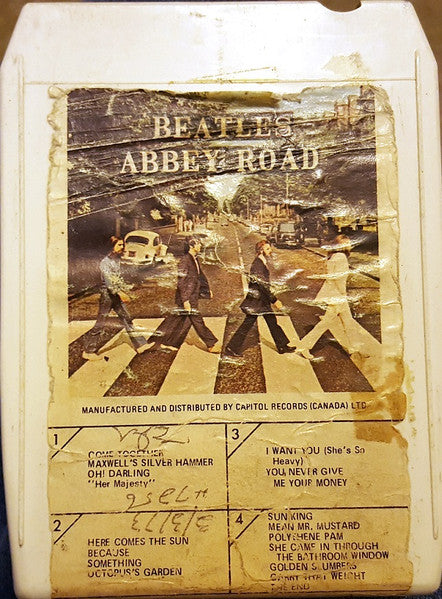 BEATLES
ABBEY ROAD
MANUFACTURED AND DISTRIBUTED BY CAPITOL RECORDS (CANADA) LTD
1
COME TOGETHER
MAXWELL'S SILVER HAMMER
OH! DARLING
"Her Majesty"
2
3/3/73
HERE COMES THE SUN
BECAUSE
SOMETHING
OCTOPUS'S GARDEN
3
I WANT YOU (She's So
Heavy)
YOU NEVER GIVE
ME YOUR MONEY
4
SUN KING
MEAN MR. MUSTARD
POLYTHENE PAM
SHE CAME IN THROUGH
THE BATHROOM WINDOW
GOLDEN SLUMBERS
CARRY THAT WEIGHT
THE END